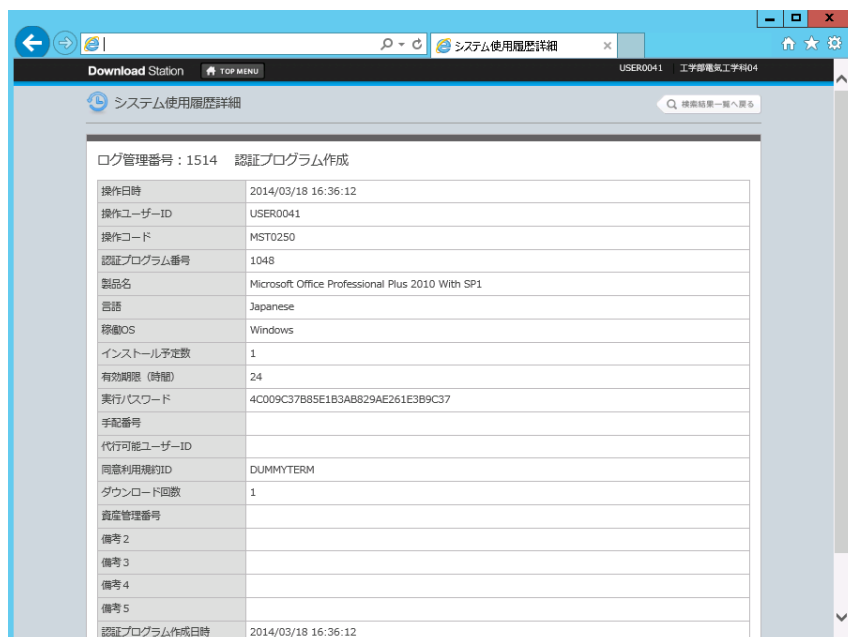 システム使用履歴詳細
Download Station TOP MENU USER0041 工学部電気工学科04
システム使用履歴詳細 検索結果一覧へ戻る
ログ管理番号:1514 認証プログラム作成
操作日時 2014/03/18 16:36:12
操作ユーザーID USER0041
操作コード MST0250
認証プログラム番号 1048
製品名 Microsoft Office Professional Plus 2010 With SP1
言語 Japanese
稼働OS Windows
インストール予定数 1
有効期限(時間) 24
実行パスワード 4C009C37B85E1B3AB829AE261E3B9C37
手配番号
代行可能ユーザーID
同意利用規約ID DUMMYTERM
ダウンロード回数 1
資産管理番号
備考2
備考3
備考4
備考5
認証プログラム作成日時 2014/03/18 16:36:12